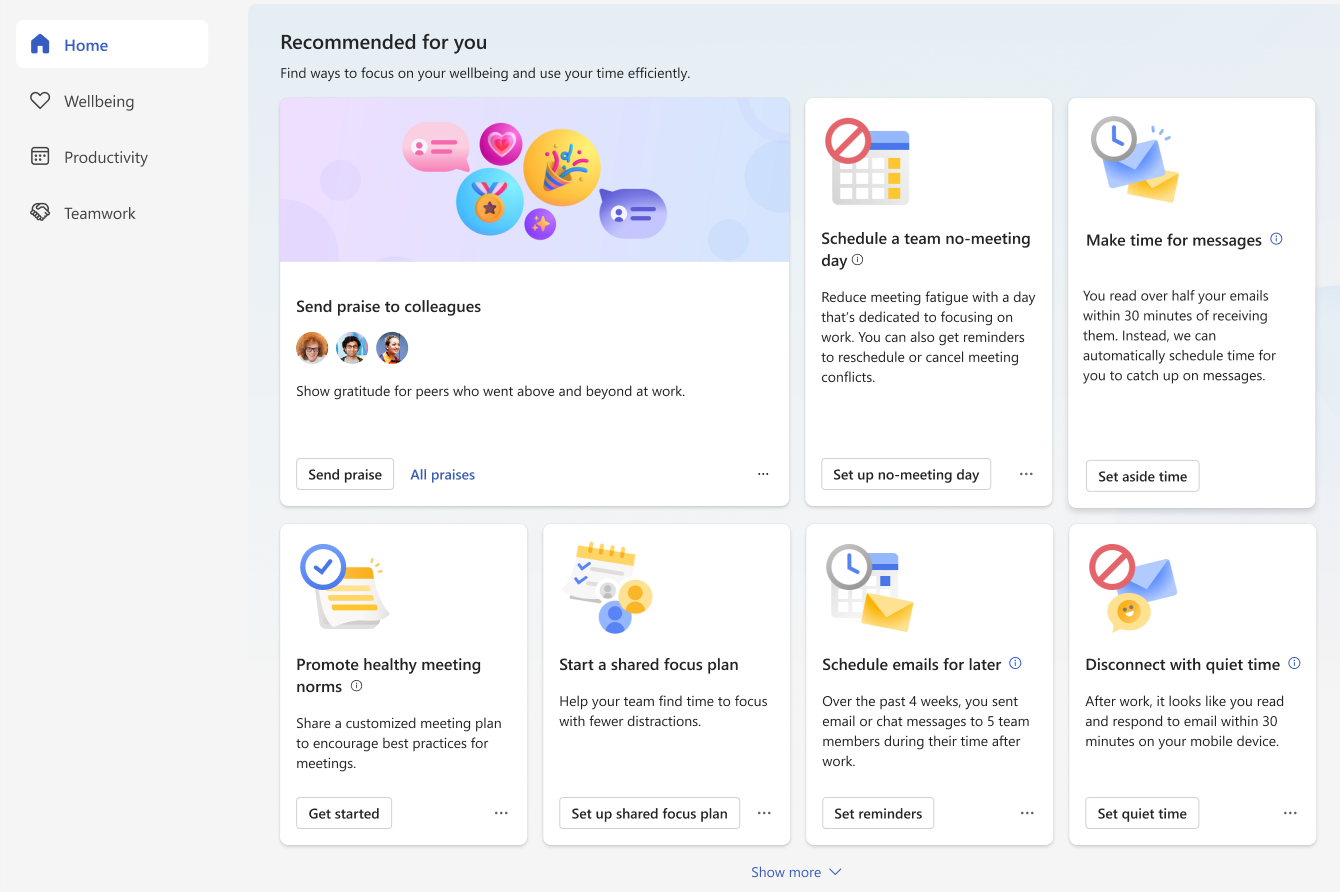 Home
Wellbeing
Productivity
Teamwork
Recommended for you
Find ways to focus on your wellbeing and use your time efficiently.
Send praise to colleagues
Show gratitude for peers who went above and beyond at work.
Send praise
All praises
Schedule a team no-meeting
day
Reduce meeting fatigue with a day
that’s dedicated to focusing on
work. You can also get reminders
to reschedule or cancel meeting
conflicts.
Set up no-meeting day
Make time for messages
You read over half your emails
within 30 minutes of receiving
them. Instead, we can
automatically schedule time for
you to catch up on messages.
Set aside time
Promote healthy meeting
norms
Share a customized meeting plan
to encourage best practices for
meetings.
Get started
Start a shared focus plan
Help your team find time to focus
with fewer distractions.
Set up shared focus plan
Schedule emails for later
Over the past 4 weeks, you sent
email or chat messages to 5 team
members during their time after
work.
Set reminders
Disconnect with quiet time
After work, it looks like you read
and respond to email within 30
minutes on your mobile device.
Set quiet time
Show more